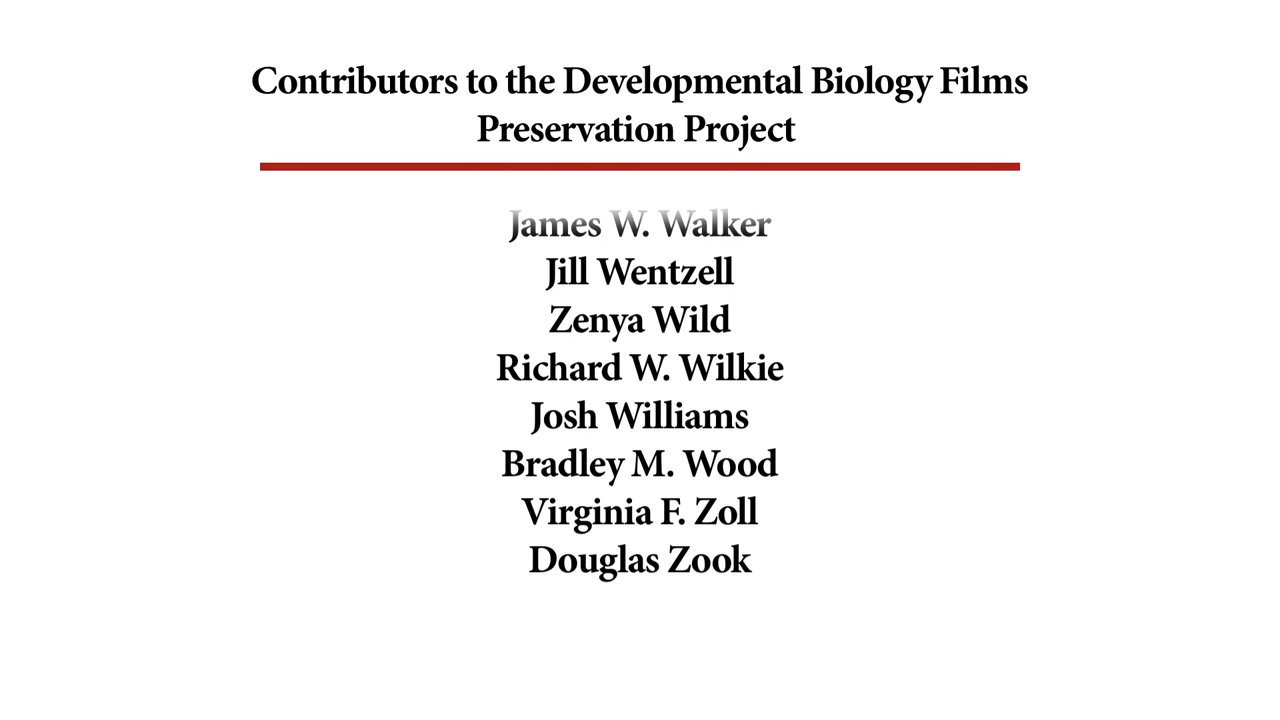 Contributors to the Developmental Biology Films
Preservation Project
James W. Walker
Jill Wentzell
Zenya Wild
Richard W. Wilkie
Josh Williams
Bradley M. Wood
Virginia F. Zoll
Douglas Zook